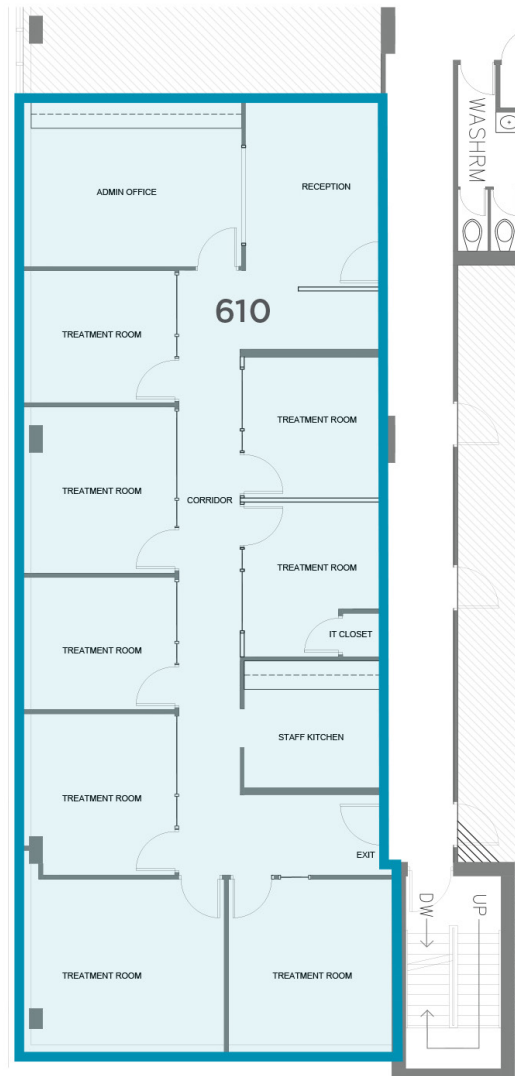 WASHRM
ADMIN OFFICE
RECEPTION
610
TREATMENT ROOM
TREATMENT ROOM
TREATMENT ROOM
CORRIDOR
TREATMENT ROOM
IT CLOSET
TREATMENT ROOM
STAFF KITCHEN
TREATMENT ROOM
EXIT
DW
UP
TREATMENT ROOM
TREATMENT ROOM